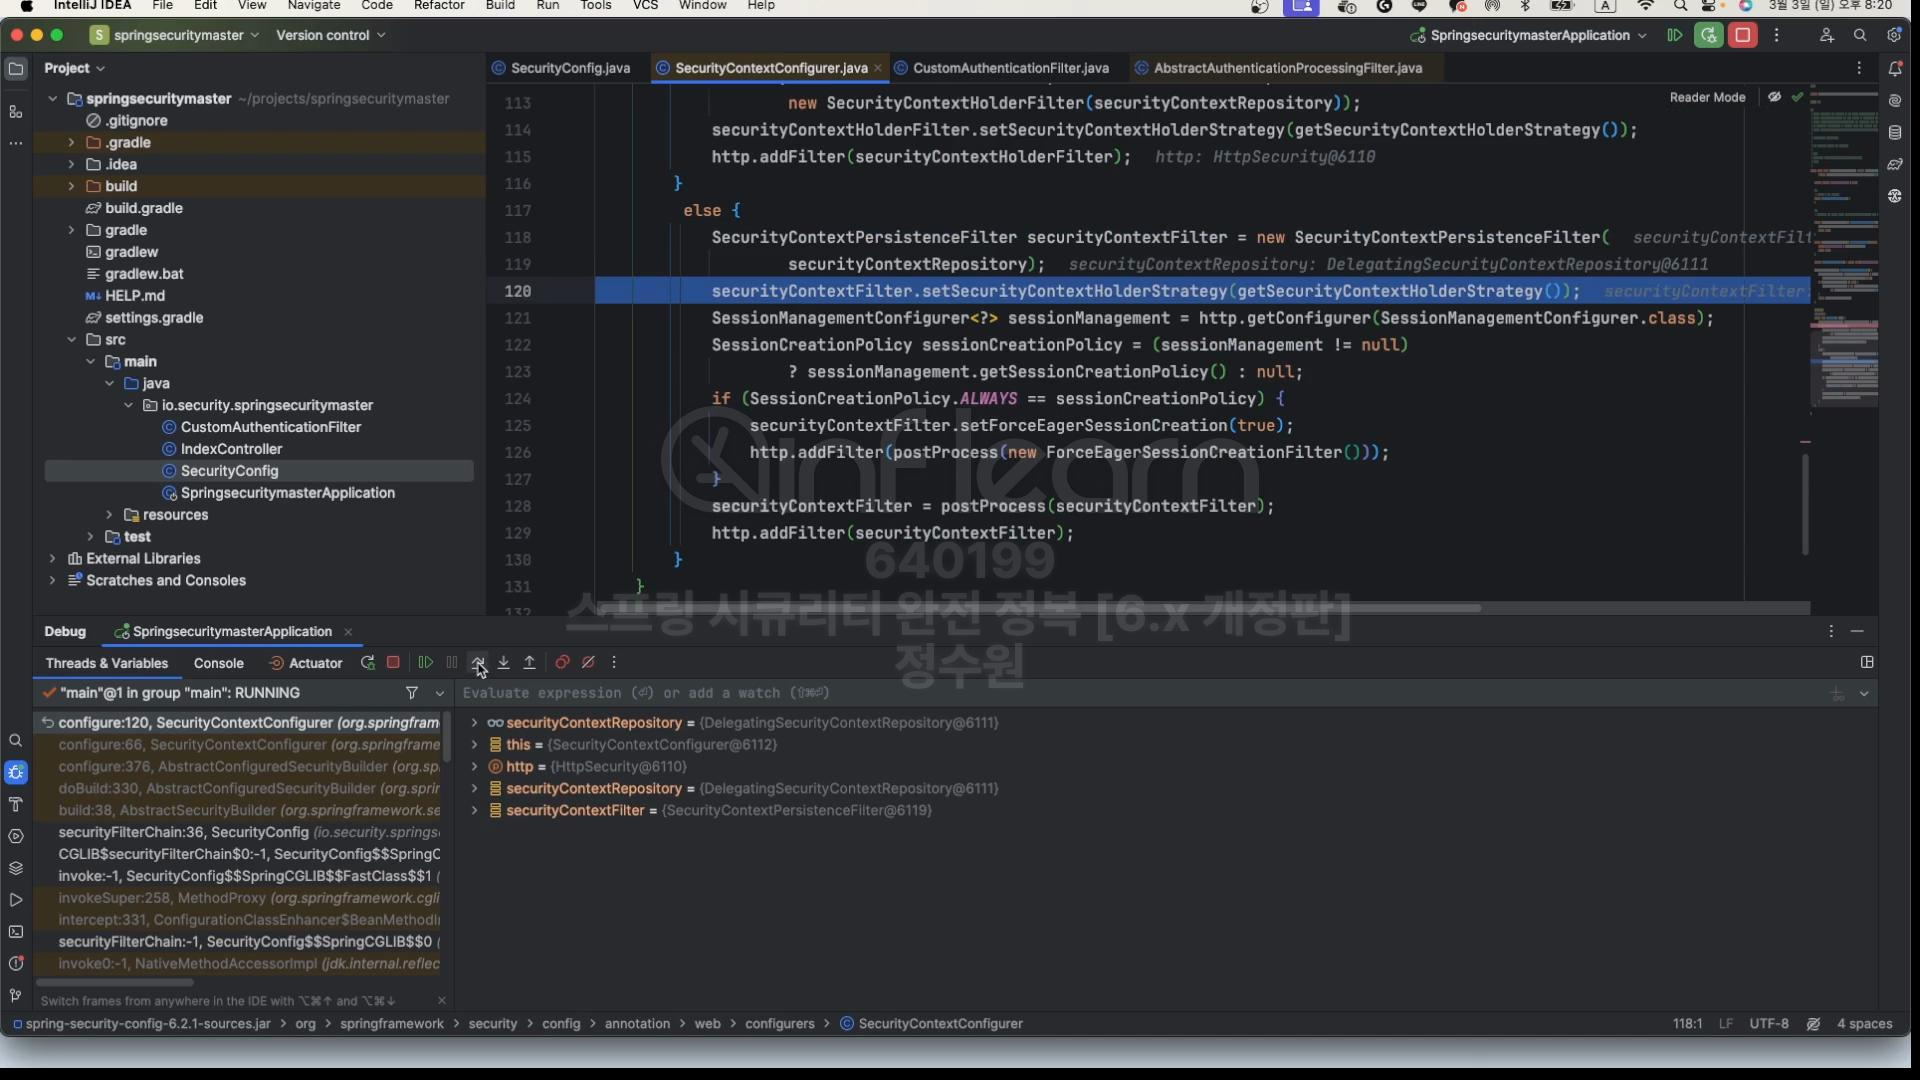 IntelliJ IDEA File Edit View Navigate Code Refactor Build Run Tools VCS Window Help A 3월 3일 (일) 오후 8:20
S springsecuritymaster Version control SpringsecuritymasterApplication
Project SecurityConfig.java SecurityContextConfigurer.java CustomAuthenticationFilter.java AbstractAuthenticationProcessingFilter.java
Reader Mode
springsecuritymaster ~/projects/springsecuritymaster
.gitignore
.gradle
.idea
build
build.gradle
gradle
gradlew
gradlew.bat
M↓ HELP.md
settings.gradle
src
main
java
io.security.springsecuritymaster
CustomAuthenticationFilter
IndexController
SecurityConfig
SpringsecuritymasterApplication
resources
test
External Libraries
Scratches and Consoles
113 new SecurityContextHolderFilter(securityContextRepository));
114 securityContextHolderFilter.setSecurityContextHolderStrategy(getSecurityContextHolderStrategy());
115 http.addFilter(securityContextHolderFilter); http: HttpSecurity@6110
116 }
117 else {
118 SecurityContextPersistenceFilter securityContextFilter = new SecurityContextPersistenceFilter( securityContextFilt
119 securityContextRepository); securityContextRepository: DelegatingSecurityContextRepository@6111
120 securityContextFilter.setSecurityContextHolderStrategy(getSecurityContextHolderStrategy()); securityContextFilter:
121 SessionManagementConfigurer<?> sessionManagement = http.getConfigurer(SessionManagementConfigurer.class);
122 SessionCreationPolicy sessionCreationPolicy = (sessionManagement != null)
123 ? sessionManagement.getSessionCreationPolicy() : null;
124 if (SessionCreationPolicy.ALWAYS == sessionCreationPolicy) {
125 securityContextFilter.setForceEagerSessionCreation(true);
126 http.addFilter(postProcess(new ForceEagerSessionCreationFilter()));
127 }
128 securityContextFilter = postProcess(securityContextFilter);
129 http.addFilter(securityContextFilter);
130 }
131 }
132
inflearn
640199
스프링 시큐리티 완전 정복 [6.x 개정판]
정수원
Debug SpringsecuritymasterApplication
Threads & Variables Console Actuator
"main"@1 in group "main": RUNNING
Evaluate expression (⏎) or add a watch (⇧⌘⏎)
configure:120, SecurityContextConfigurer (org.springfram
configure:66, SecurityContextConfigurer (org.springframe
configure:376, AbstractConfiguredSecurityBuilder (org.sp
doBuild:330, AbstractConfiguredSecurityBuilder (org.sprin
build:38, AbstractSecurityBuilder (org.springframework.se
securityFilterChain:36, SecurityConfig (io.security.springs
CGLIB$securityFilterChain$0:-1, SecurityConfig$$SpringC
invoke:-1, SecurityConfig$$SpringCGLIB$$FastClass$$1 (
invokeSuper:258, MethodProxy (org.springframework.cgli
intercept:331, ConfigurationClassEnhancer$BeanMethodI
securityFilterChain:-1, SecurityConfig$$SpringCGLIB$$0 (
invoke0:-1, NativeMethodAccessorImpl (jdk.internal.reflec
securityContextRepository = {DelegatingSecurityContextRepository@6111}
this = {SecurityContextConfigurer@6112}
http = {HttpSecurity@6110}
securityContextRepository = {DelegatingSecurityContextRepository@6111}
securityContextFilter = {SecurityContextPersistenceFilter@6119}
Switch frames from anywhere in the IDE with ⌥⌘↑ and ⌥⌘↓
spring-security-config-6.2.1-sources.jar > org > springframework > security > config > annotation > web > configurers > SecurityContextConfigurer 118:1 LF UTF-8 4 spaces